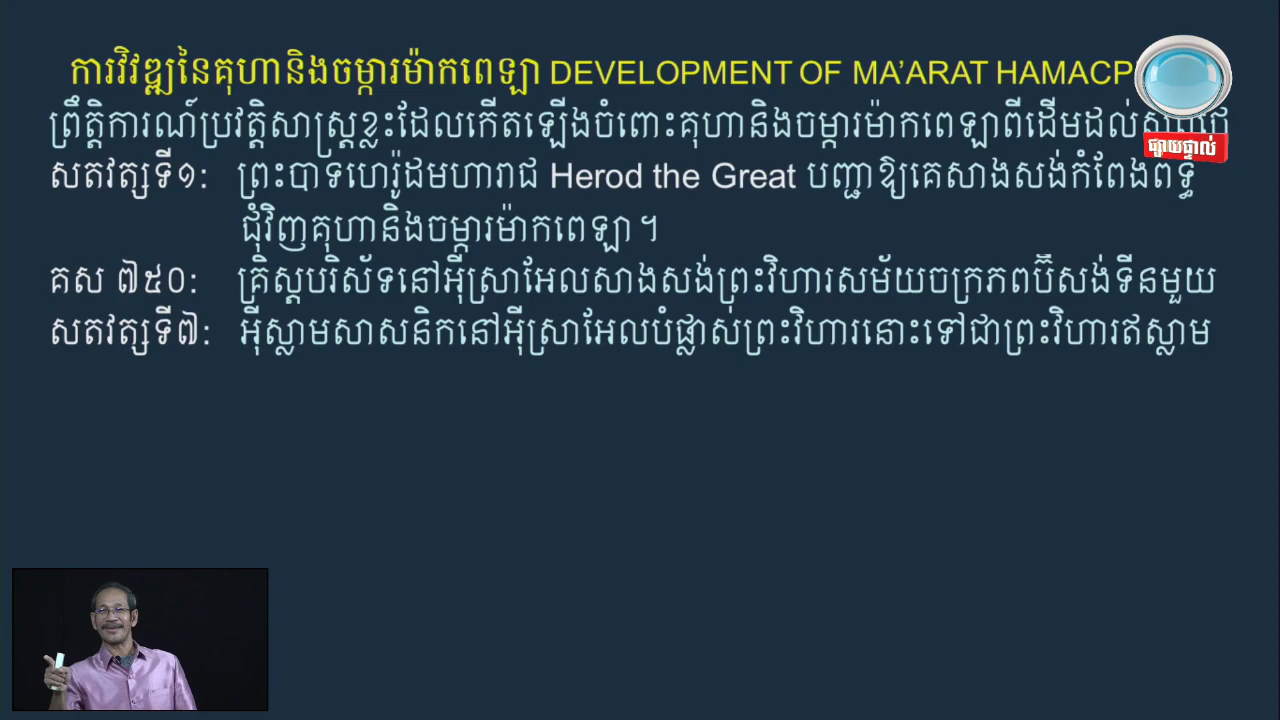 ការវិវឌ្ឍនៃគុហានិងចម្ការម៉ាកពេឡា DEVELOPMENT OF MA’ARAT HAMACP
ព្រឹត្តិការណ៍ប្រវត្តិសាស្ត្រខ្លះដែលកើតឡើងចំពោះគុហានិងចម្ការម៉ាកពេឡាពីដើមដល់
ផ្សាយផ្ទាល់
សតវត្សទី១: ព្រះបាទហេរ៉ូដមហារាជ Herod the Great បញ្ជាឱ្យគេសាងសង់កំពែងព័ទ្ធ
ជុំវិញគុហានិងចម្ការម៉ាកពេឡា។
គស ៧៥០: គ្រិស្តបរិស័ទនៅអ៊ីស្រាអែលសាងសង់ព្រះវិហារសម័យចក្រភពប៊ីសង់ទីនមួយ
សតវត្សទី៧: អ៊ីស្លាមសាសនិកនៅអ៊ីស្រាអែលបំផ្លាស់ព្រះវិហារនោះទៅជាព្រះវិហារឥស្លាម